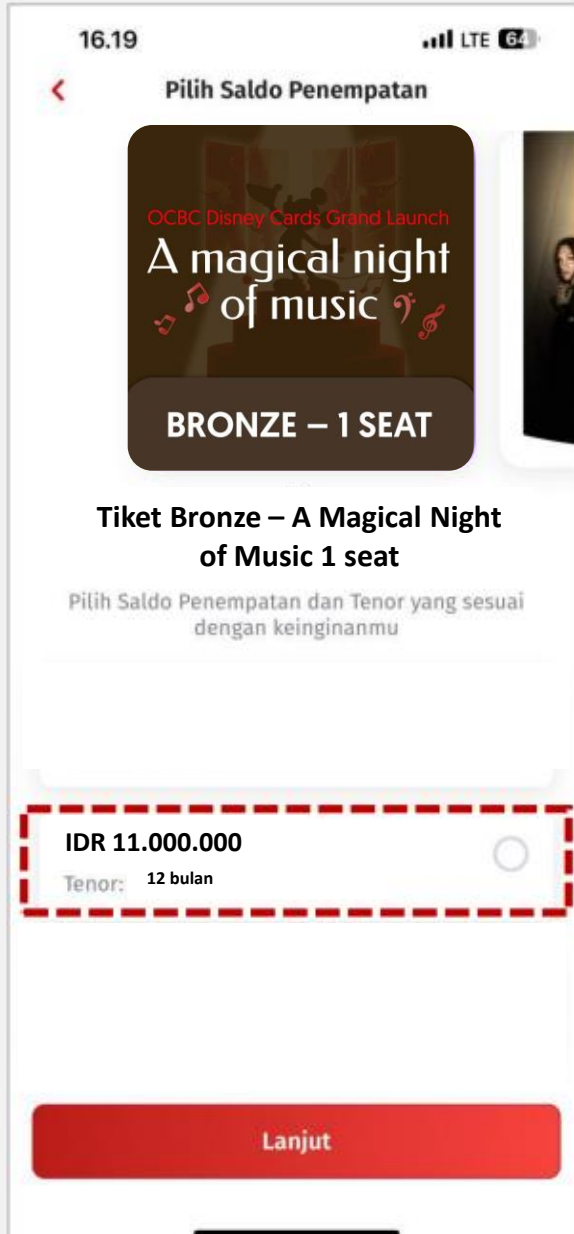 16.19
LTE 64
Pilih Saldo Penempatan
OCBC Disney Cards Grand Launch
A magical night
of music
BRONZE – 1 SEAT
Tiket Bronze – A Magical Night
of Music 1 seat
Pilih Saldo Penempatan dan Tenor yang sesuai
dengan keinginanmu
IDR 11.000.000
Tenor: 12 bulan
Lanjut